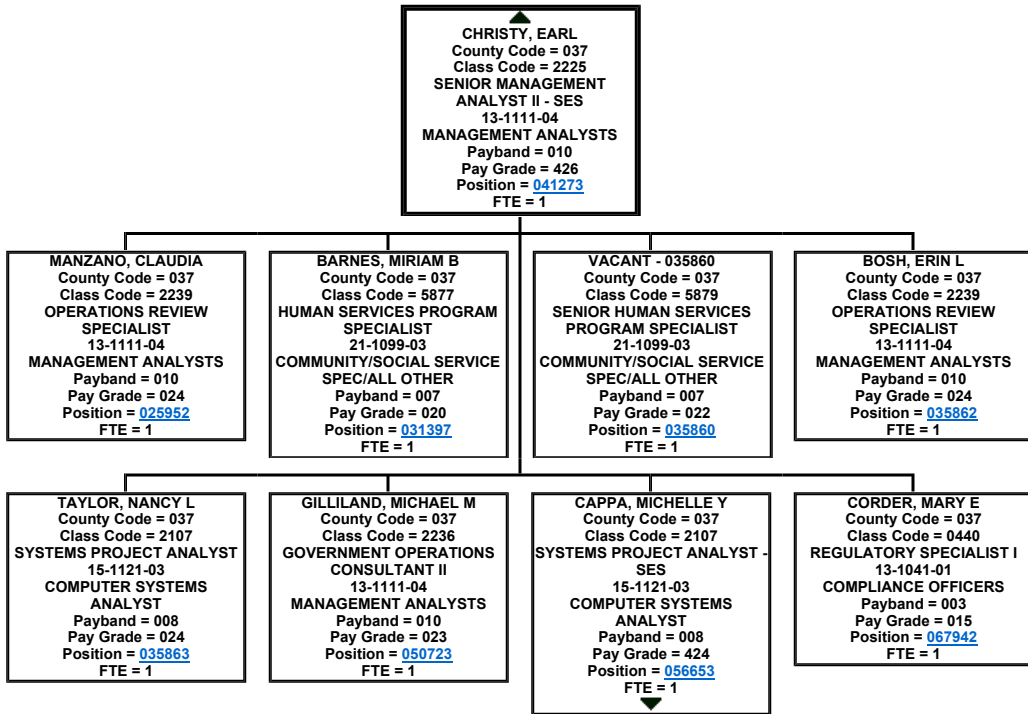 CHRISTY, EARL
County Code = 037
Class Code = 2225
SENIOR MANAGEMENT
ANALYST II - SES
13-1111-04
MANAGEMENT ANALYSTS
Payband = 010
Pay Grade = 426
Position = 041273
FTE = 1
MANZANO, CLAUDIA
County Code = 037
Class Code = 2239
OPERATIONS REVIEW
SPECIALIST
13-1111-04
MANAGEMENT ANALYSTS
Payband = 010
Pay Grade = 024
Position = 025952
FTE = 1
BARNES, MIRIAM B
County Code = 037
Class Code = 5877
HUMAN SERVICES PROGRAM
SPECIALIST
21-1099-03
COMMUNITY/SOCIAL SERVICE
SPEC/ALL OTHER
Payband = 007
Pay Grade = 020
Position = 031397
FTE = 1
VACANT - 035860
County Code = 037
Class Code = 5879
SENIOR HUMAN SERVICES
PROGRAM SPECIALIST
21-1099-03
COMMUNITY/SOCIAL SERVICE
SPEC/ALL OTHER
Payband = 007
Pay Grade = 022
Position = 035860
FTE = 1
BOSH, ERIN L
County Code = 037
Class Code = 2239
OPERATIONS REVIEW
SPECIALIST
13-1111-04
MANAGEMENT ANALYSTS
Payband = 010
Pay Grade = 024
Position = 035862
FTE = 1
TAYLOR, NANCY L
County Code = 037
Class Code = 2107
SYSTEMS PROJECT ANALYST
15-1121-03
COMPUTER SYSTEMS
ANALYST
Payband = 008
Pay Grade = 024
Position = 035863
FTE = 1
GILLILAND, MICHAEL M
County Code = 037
Class Code = 2236
GOVERNMENT OPERATIONS
CONSULTANT II
13-1111-04
MANAGEMENT ANALYSTS
Payband = 010
Pay Grade = 023
Position = 050723
FTE = 1
CAPPA, MICHELLE Y
County Code = 037
Class Code = 2107
SYSTEMS PROJECT ANALYST -
SES
15-1121-03
COMPUTER SYSTEMS
ANALYST
Payband = 008
Pay Grade = 424
Position = 056653
FTE = 1
CORDER, MARY E
County Code = 037
Class Code = 0440
REGULATORY SPECIALIST I
13-1041-01
COMPLIANCE OFFICERS
Payband = 003
Pay Grade = 015
Position = 067942
FTE = 1